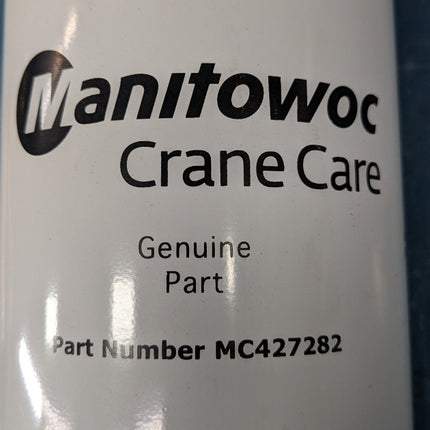 Manitowoc
Crane Care
Genuine
Part
Part Number MC427282